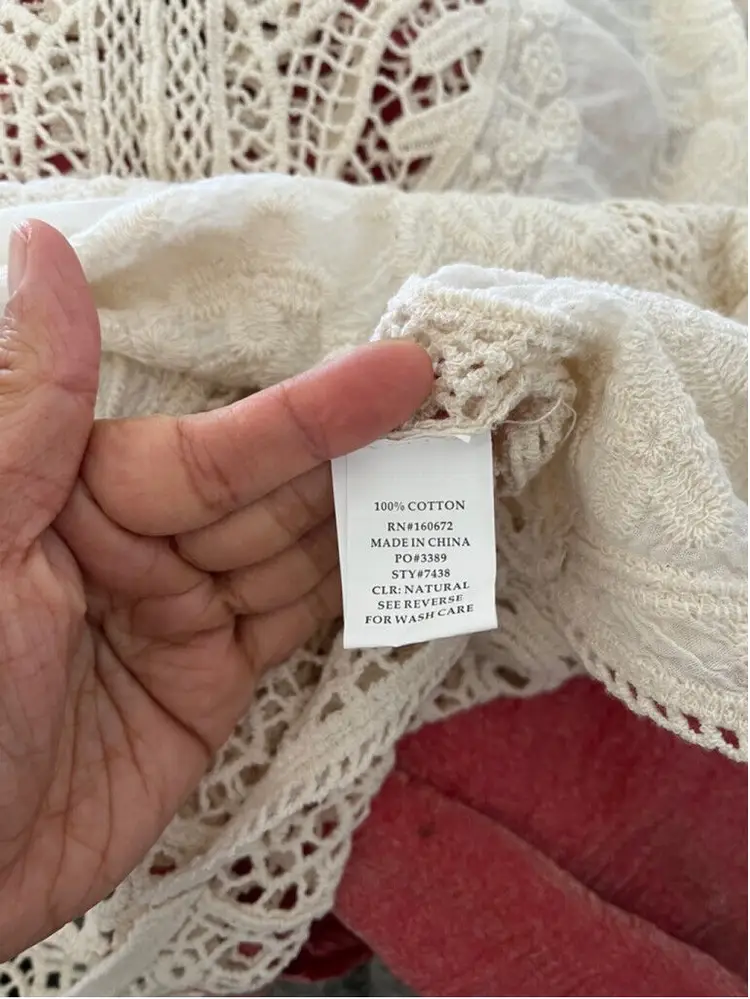 100% COTTON
RN#160672
MADE IN CHINA
PO#3389
STY#7438
CLR: NATURAL
SEE REVERSE
FOR WASH CARE